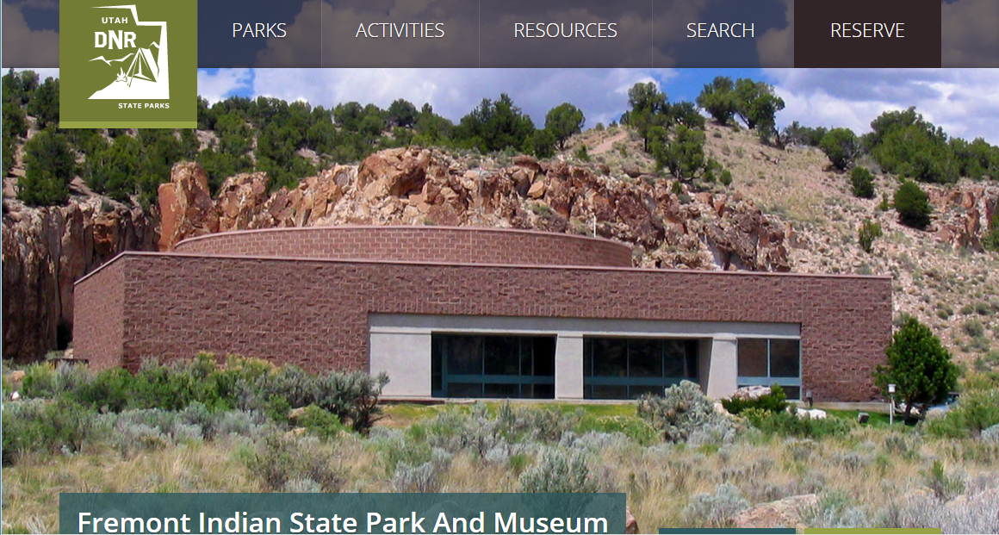 UTAH
DNR
STATE PARKS
PARKS ACTIVITIES RESOURCES SEARCH RESERVE
Fremont Indian State Park And Museum